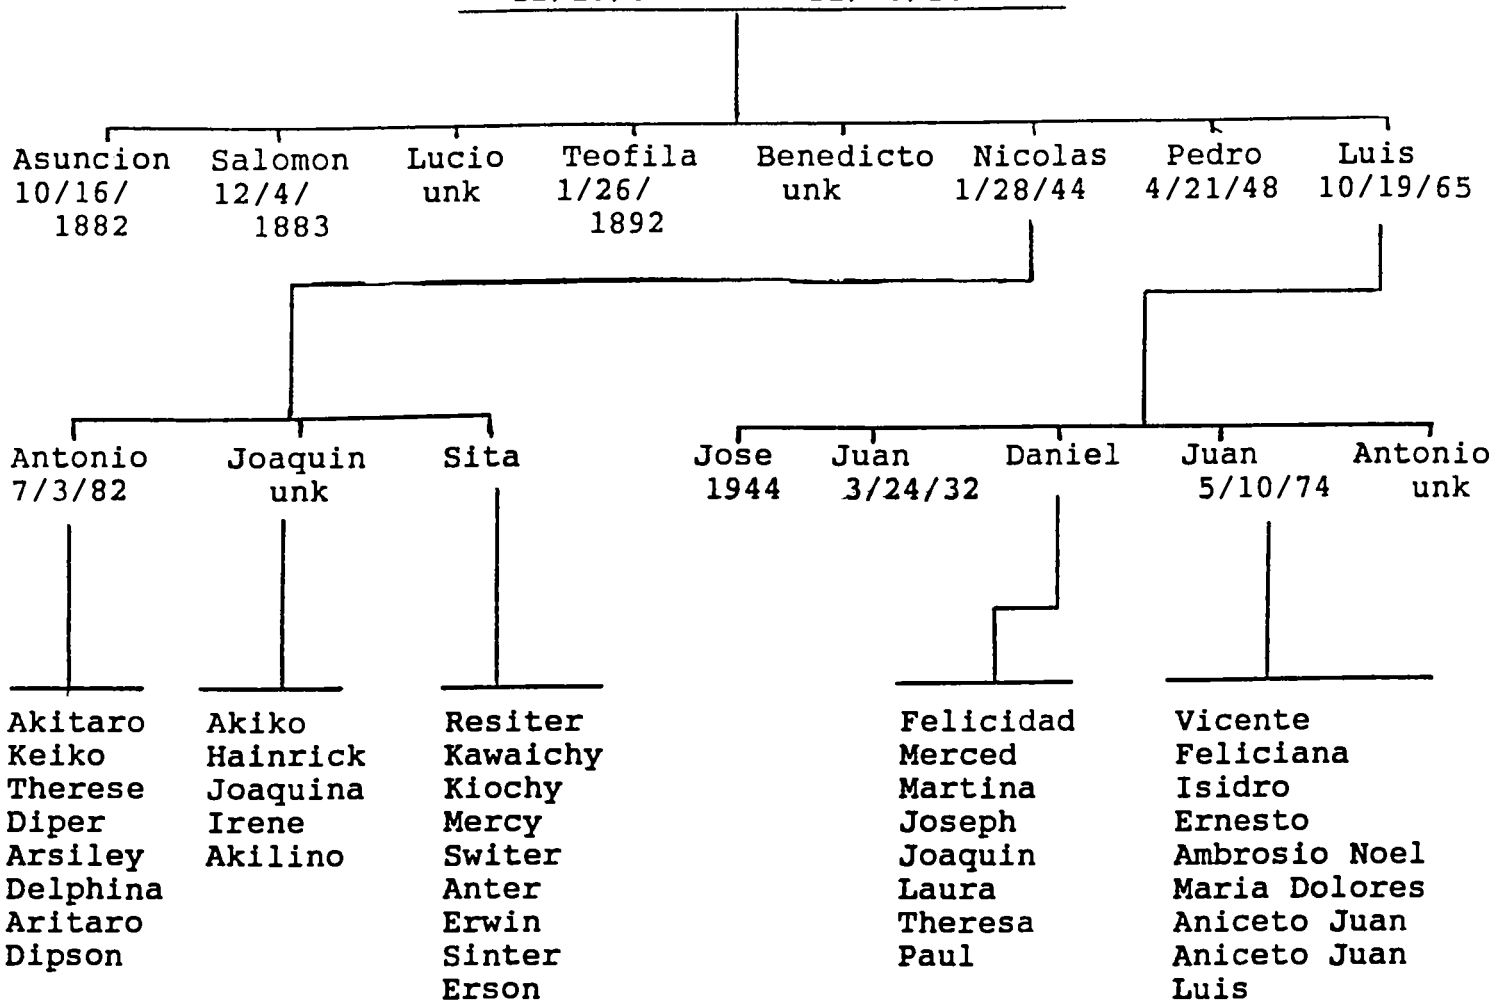 Asuncion Salomon Lucio Teofila Benedicto Nicolas Pedro Luis
10/16/ 12/4/ unk 1/26/ unk 1/28/44 4/21/48 10/19/65
1882 1883 1892
Antonio Joaquin Sita Jose Juan Daniel Juan Antonio
7/3/82 unk 1944 3/24/32 5/10/74 unk
Akitaro Akiko Resiter Felicidad Vicente
Keiko Hainrick Kawaichy Merced Feliciana
Therese Joaquina Kiochy Martina Isidro
Diper Irene Mercy Joseph Ernesto
Arsiley Akilino Switer Joaquin Ambrosio Noel
Delphina Anter Laura Maria Dolores
Aritaro Erwin Theresa Aniceto Juan
Dipson Sinter Paul Aniceto Juan
Erson Luis